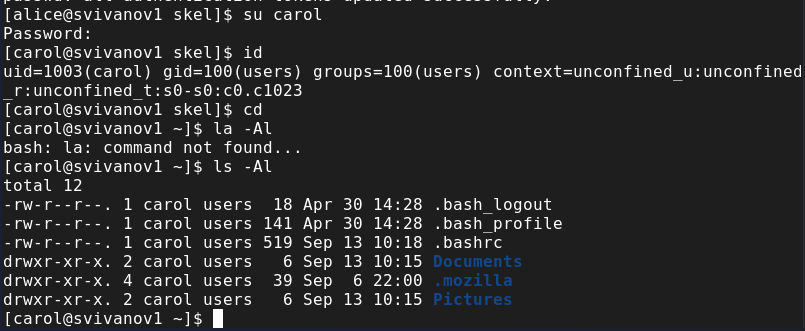 [alice@svivanov1 skel]$ su carol
Password:
[carol@svivanov1 skel]$ id
uid=1003(carol) gid=100(users) groups=100(users) context=unconfined_u:unconfined
_r:unconfined_t:s0-s0:c0.c1023
[carol@svivanov1 skel]$ cd
[carol@svivanov1 ~]$ la -Al
bash: la: command not found...
[carol@svivanov1 ~]$ ls -Al
total 12
-rw-r--r--. 1 carol users  18 Apr 30 14:28 .bash_logout
-rw-r--r--. 1 carol users 141 Apr 30 14:28 .bash_profile
-rw-r--r--. 1 carol users 519 Sep 13 10:18 .bashrc
drwxr-xr-x. 2 carol users   6 Sep 13 10:15 Documents
drwxr-xr-x. 4 carol users  39 Sep  6 22:00 .mozilla
drwxr-xr-x. 2 carol users   6 Sep 13 10:15 Pictures
[carol@svivanov1 ~]$